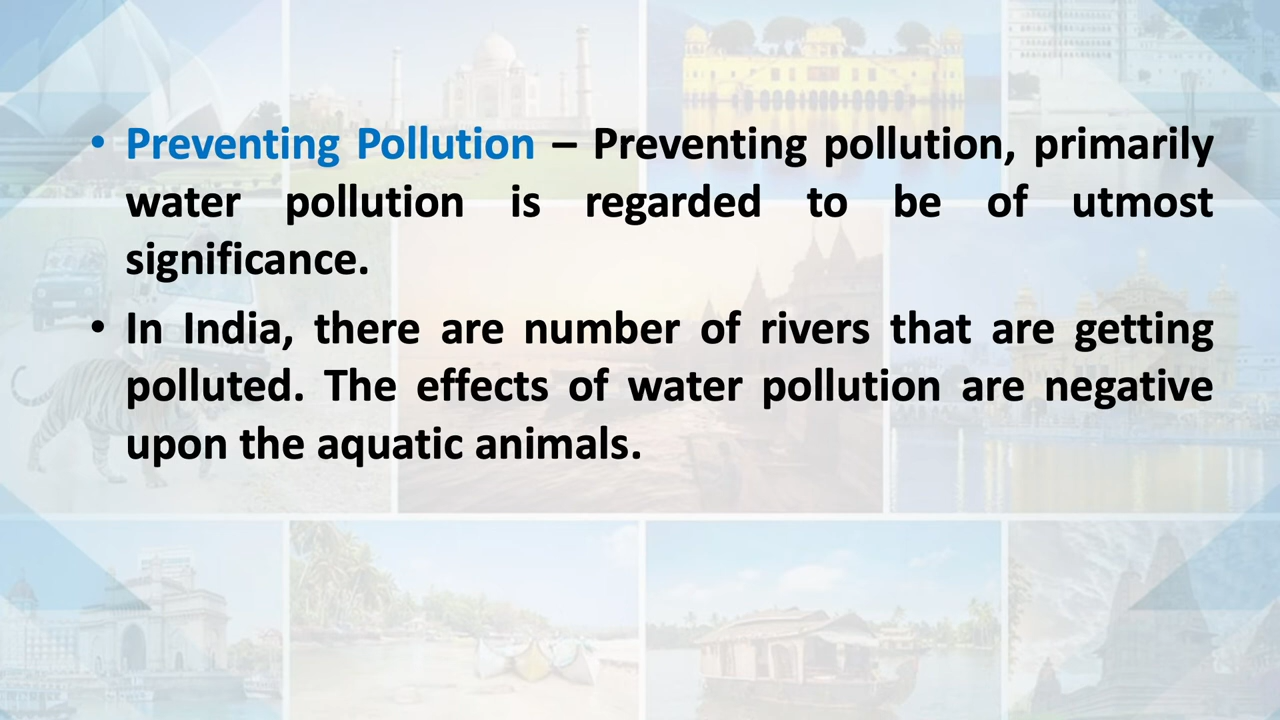 • Preventing Pollution – Preventing pollution, primarily
water pollution is regarded to be of utmost
significance.
• In India, there are number of rivers that are getting
polluted. The effects of water pollution are negative
upon the aquatic animals.